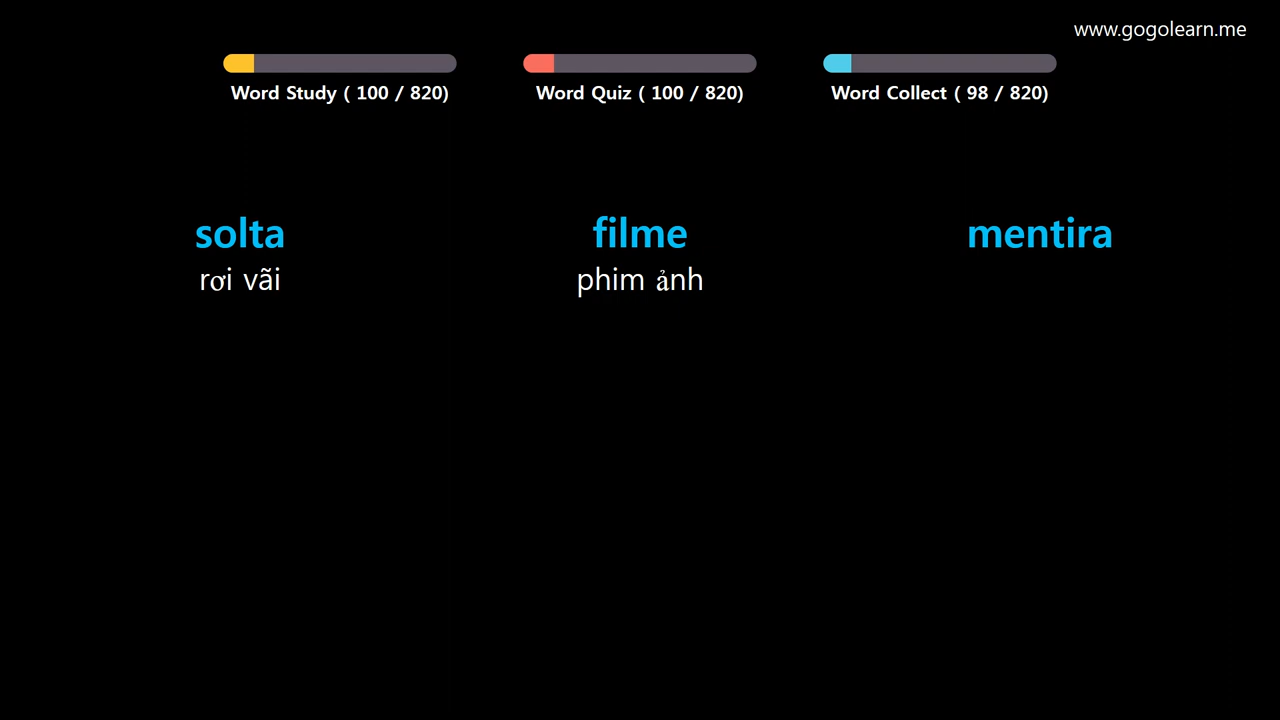 www.gogolearn.me
Word Study ( 100 / 820)
Word Quiz ( 100 / 820)
Word Collect ( 98 / 820)
solta
rơi vãi
filme
phim ảnh
mentira